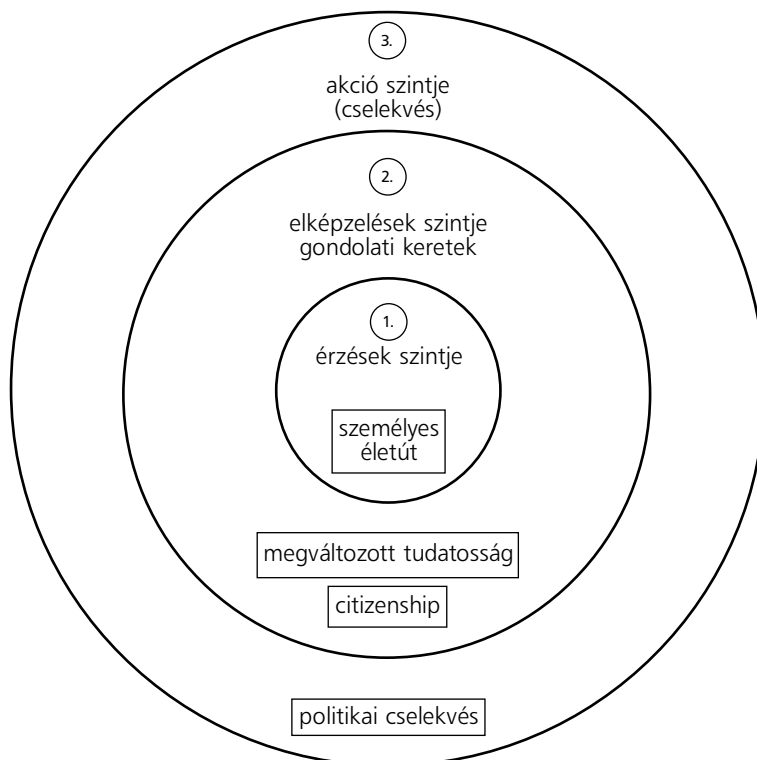 3.
akció szintje
(cselekvés)
2.
elképzelések szintje
gondolati keretek
1.
érzések szintje
személyes
életút
megváltozott tudatosság
citizenship
politikai cselekvés